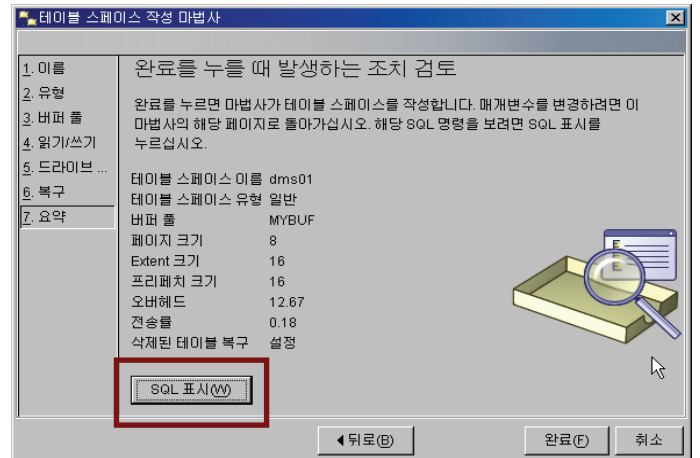 테이블 스페이스 작성 마법사
1. 이름
2. 유형
3. 버퍼 풀
4. 읽기/쓰기
5. 드라이브 ...
6. 복구
7. 요약
완료를 누를 때 발생하는 조치 검토
완료를 누르면 마법사가 테이블 스페이스를 작성합니다. 매개변수를 변경하려면 이
마법사의 해당 페이지로 돌아가십시오. 해당 SQL 명령을 보려면 SQL 표시를
누르십시오.
테이블 스페이스 이름 dms01
테이블 스페이스 유형 일반
버퍼 풀 MYBUF
페이지 크기 8
Extent 크기 16
프리페치 크기 16
오버헤드 12.67
전송률 0.18
삭제된 테이블 복구 설정
SQL 표시(W)
뒤로(B)
완료(F)
취소